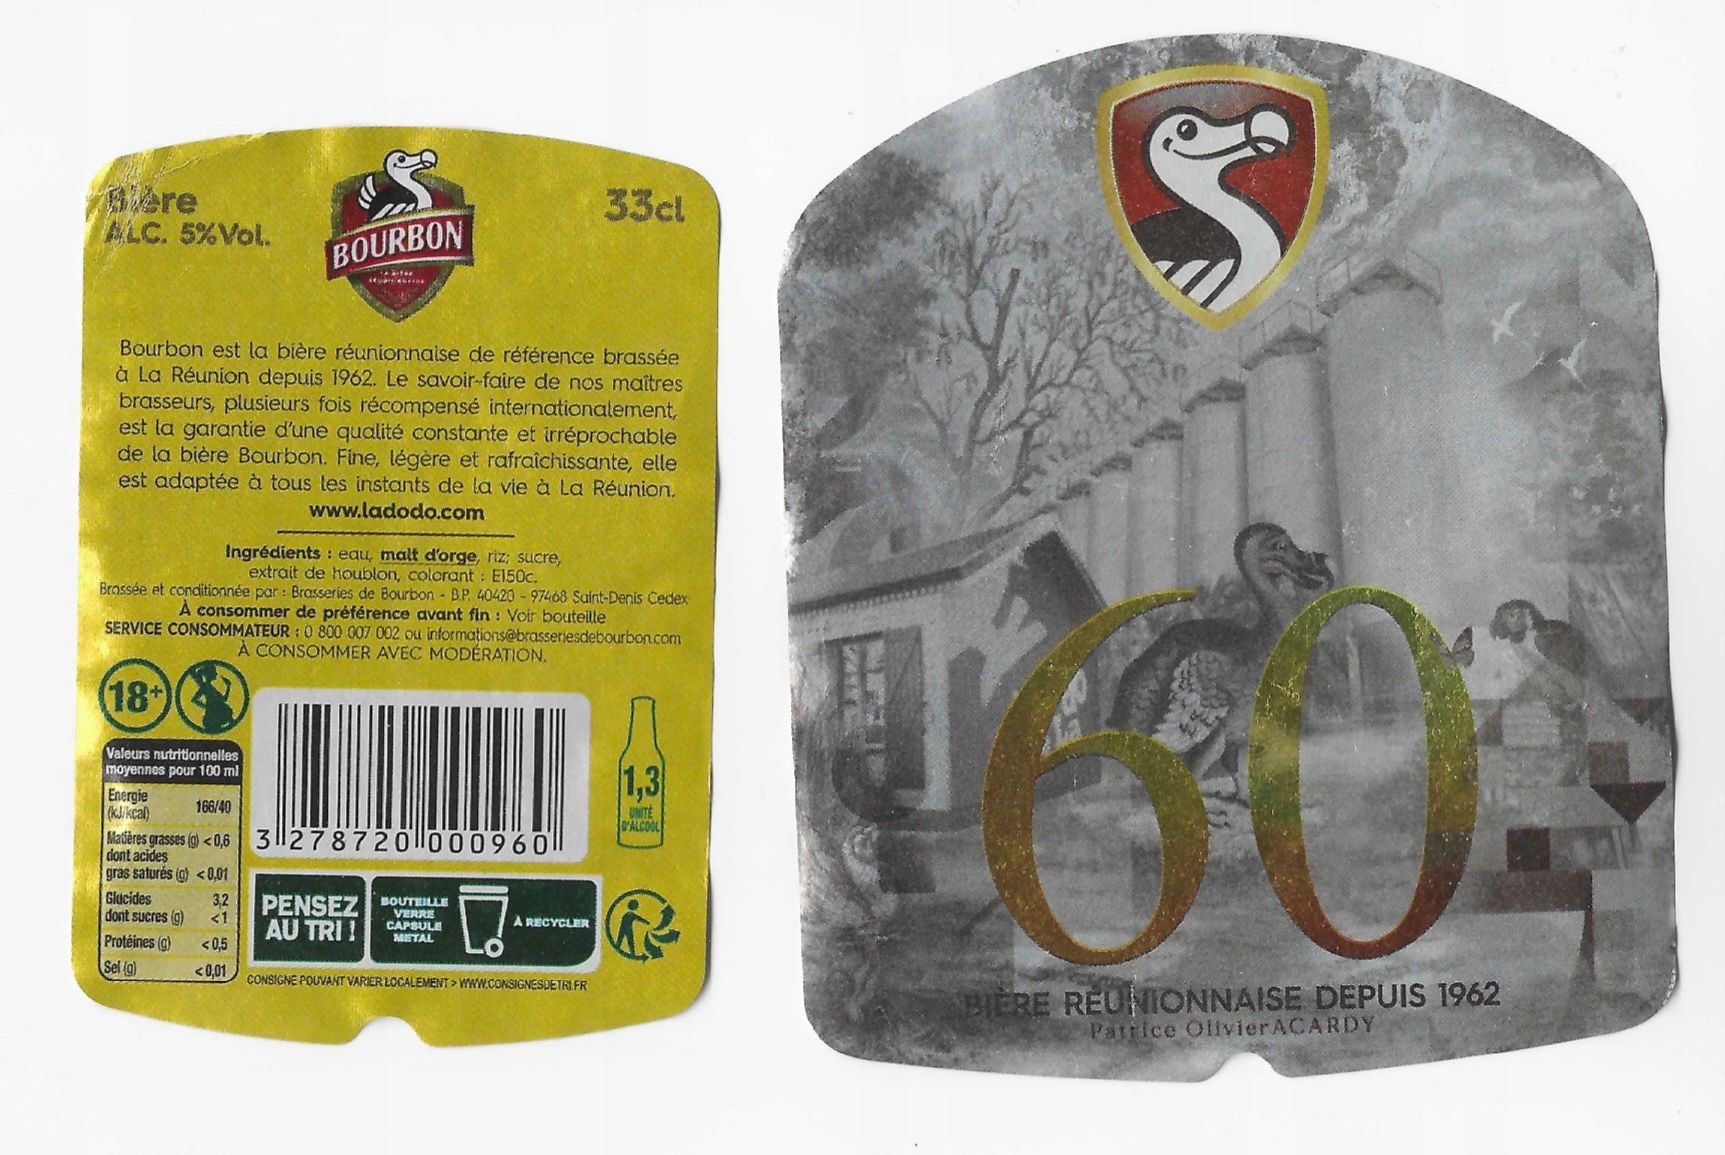 Bière
ALC. 5%Vol.
BOURBON
33cl
Bourbon est la bière réunionnaise de référence brassée
à La Réunion depuis 1962. Le savoir-faire de nos maîtres
brasseurs, plusieurs fois récompensé internationalement,
est la garantie d'une qualité constante et irréprochable
de la bière Bourbon. Fine, légère et rafraîchissante, elle
est adaptée à tous les instants de la vie à La Réunion.
www.ladodo.com
Ingrédients : eau, malt d'orge, riz, sucre,
extrait de houblon, colorant : E150c.
Brassée et conditionnée par : Brasseries de Bourbon - B.P. 40420 - 97468 Saint-Denis Cedex
À consommer de préférence avant fin : Voir bouteille
SERVICE CONSOMMATEUR : 0 800 007 002 ou informations@brasseriesdebourbon.com
À CONSOMMER AVEC MODÉRATION.
18+
Valeurs nutritionnelles
moyennes pour 100 ml
Energie
(kJ/kcal) 166/40
Matières grasses (g) < 0,6
dont acides
gras saturés (g) < 0,01
Glucides 3,2
dont sucres (g) < 1
Protéines (g) < 0,5
Sel (g) < 0,01
3 278720 000960
1,3
UNITÉ
D'ALCOOL
PENSEZ
AU TRI !
BOUTEILLE
VERRE
CAPSULE
METAL
À RECYCLER
CONSIGNE POUVANT VARIER LOCALEMENT > WWW.CONSIGNESDETRI.FR
60
BIÈRE RÉUNIONNAISE DEPUIS 1962
Patrice OlivierACARDY